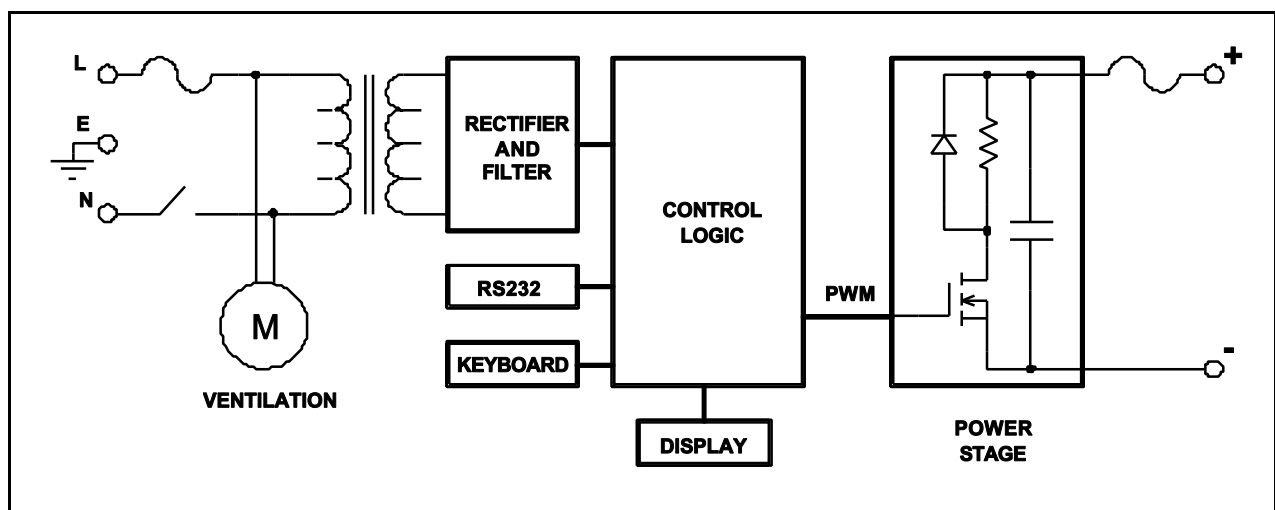 L
E
N
M
VENTILATION
RECTIFIER
AND
FILTER
RS232
KEYBOARD
CONTROL
LOGIC
DISPLAY
PWM
+
-
POWER
STAGE